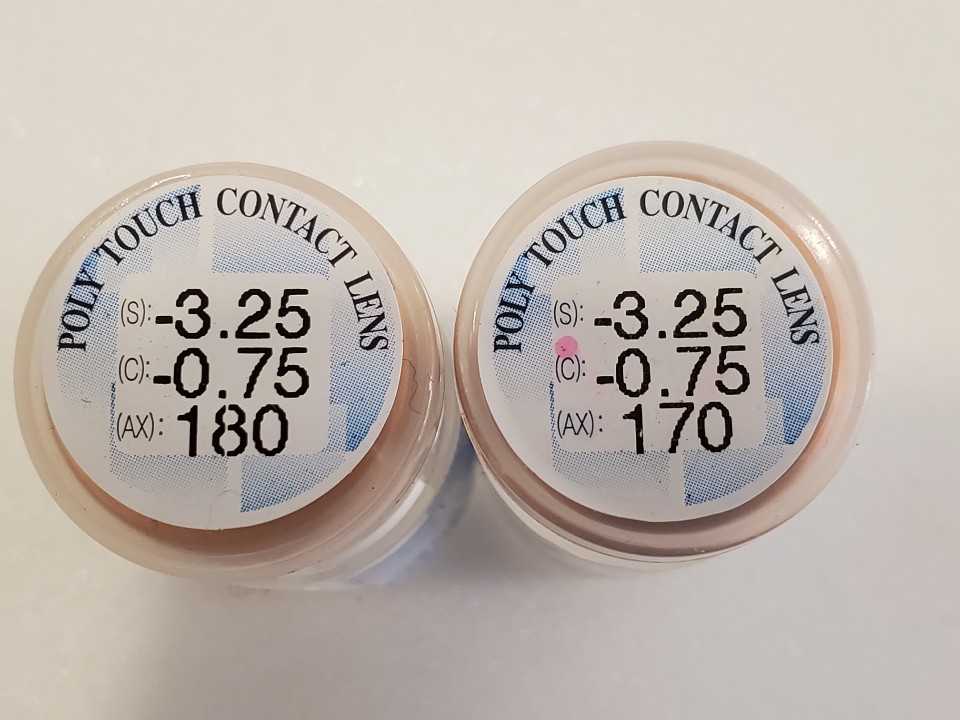 POLY TOUCH CONTACT LENS
(S): -3.25
(C): -0.75
(AX): 180
POLY TOUCH CONTACT LENS
(S): -3.25
(C): -0.75
(AX): 170